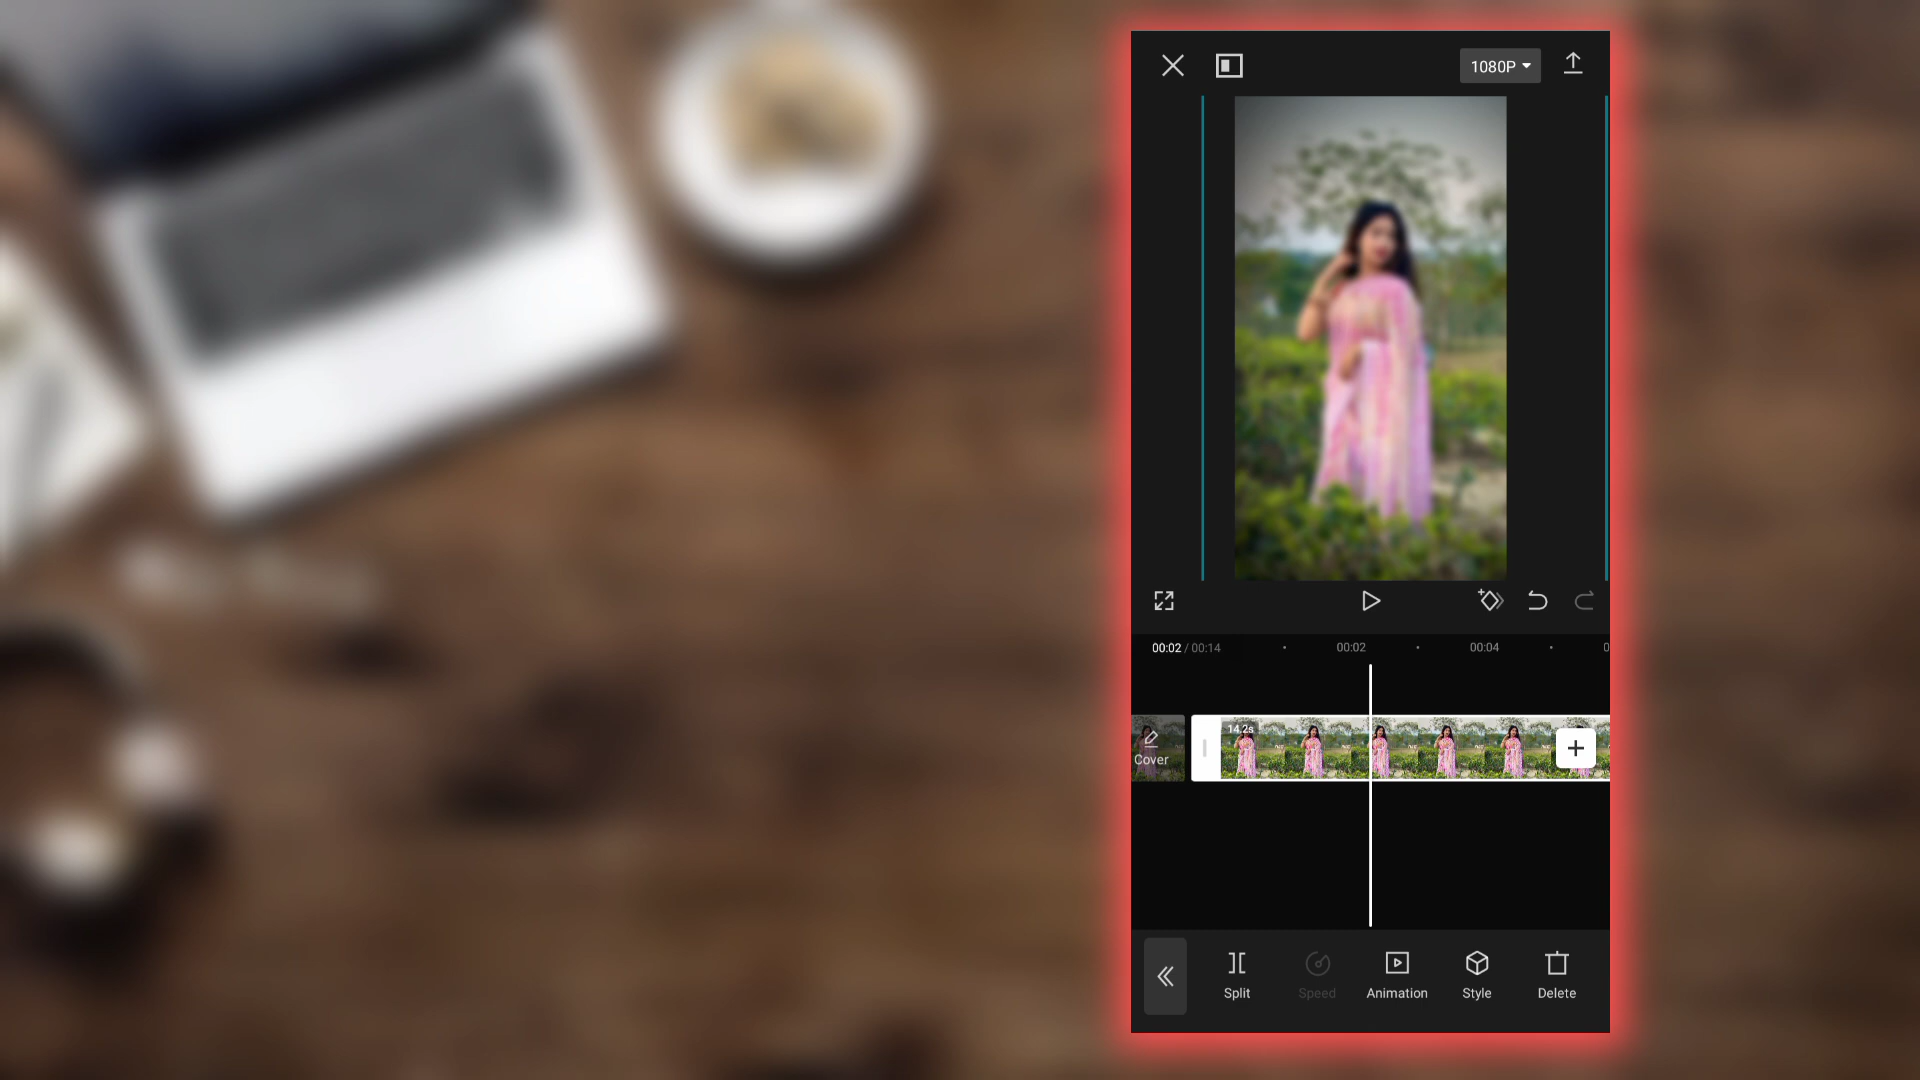 1080P
00:02 / 00:14
00:02
00:04
Cover
14.2s
Split
Speed
Animation
Style
Delete